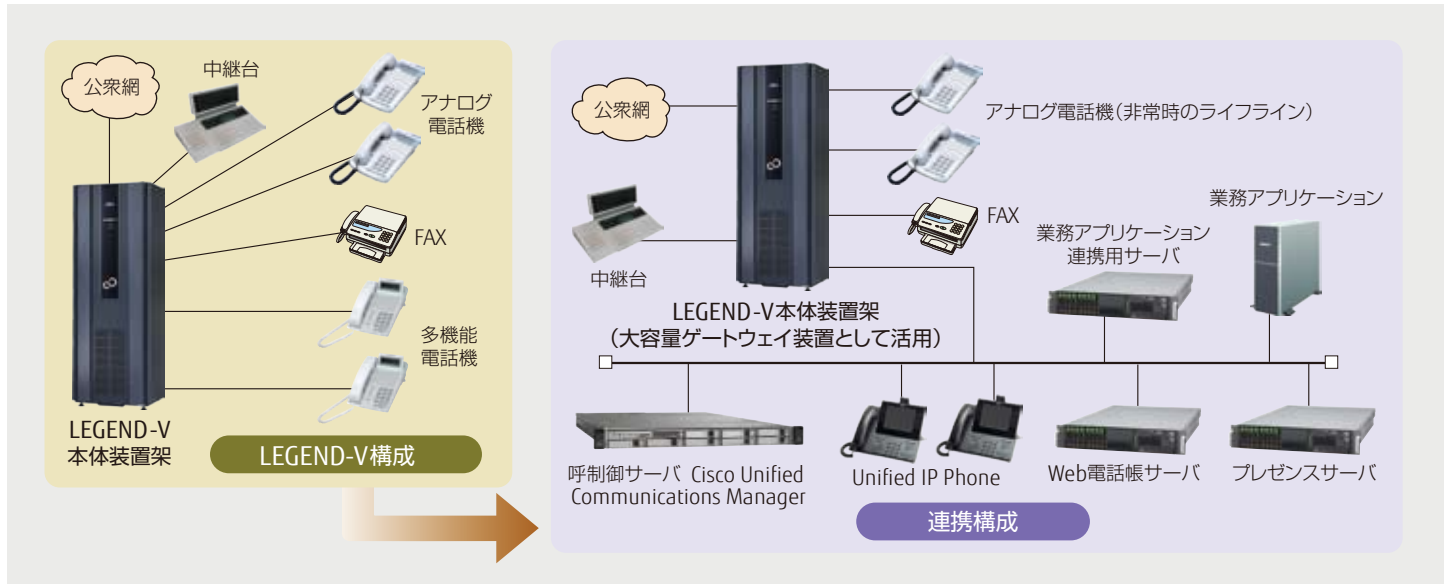 公衆網
中継台
アナログ
電話機
FAX
多機能
電話機
LEGEND-V
本体装置架
LEGEND-V構成
公衆網
アナログ電話機(非常時のライフライン)
中継台
FAX
LEGEND-V本体装置架
(大容量ゲートウェイ装置として活用)
業務アプリケーション
連携用サーバ
業務アプリケーション
呼制御サーバ Cisco Unified
Communications Manager
Unified IP Phone
Web電話帳サーバ
プレゼンスサーバ
連携構成